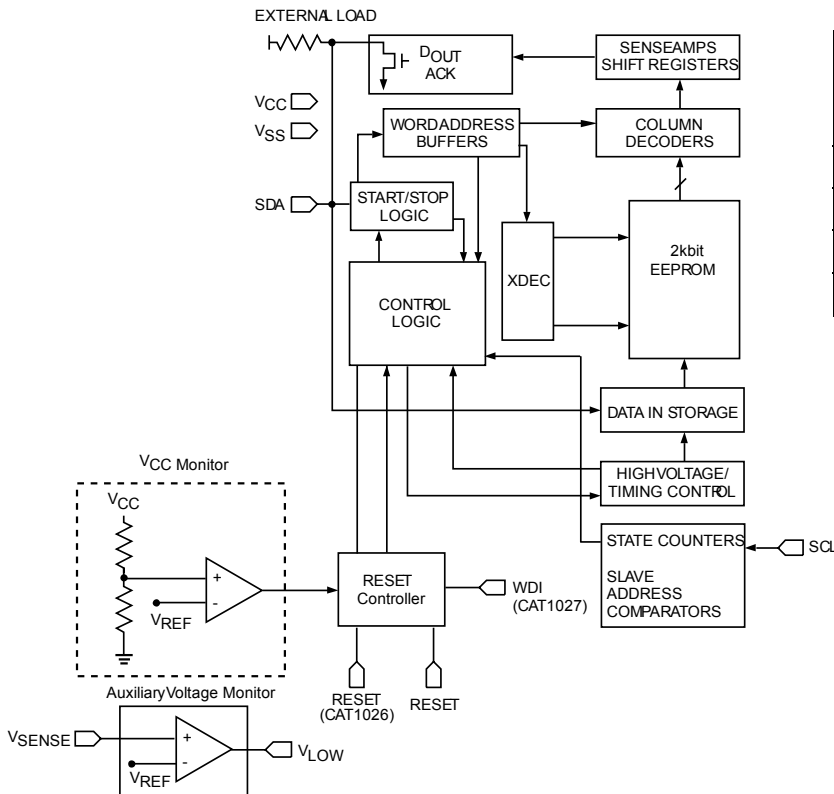 EXTERNAL LOAD
DOUT
ACK
SENSEAMPS
SHIFT REGISTERS
VCC
VSS
WORDADDRESS
BUFFERS
COLUMN
DECODERS
SDA
START/STOP
LOGIC
XDEC
2kbit
EEPROM
CONTROL
LOGIC
DATA IN STORAGE
VCC Monitor
HIGHVOLTAGE/
TIMING CONTROL
VCC
STATE COUNTERS
SCL
SLAVE
ADDRESS
COMPARATORS
+
-
VREF
RESET
Controller
WDI
(CAT1027)
RESET
(CAT1026)
RESET
AuxiliaryVoltage Monitor
VSENSE
+
-
VREF
VLOW